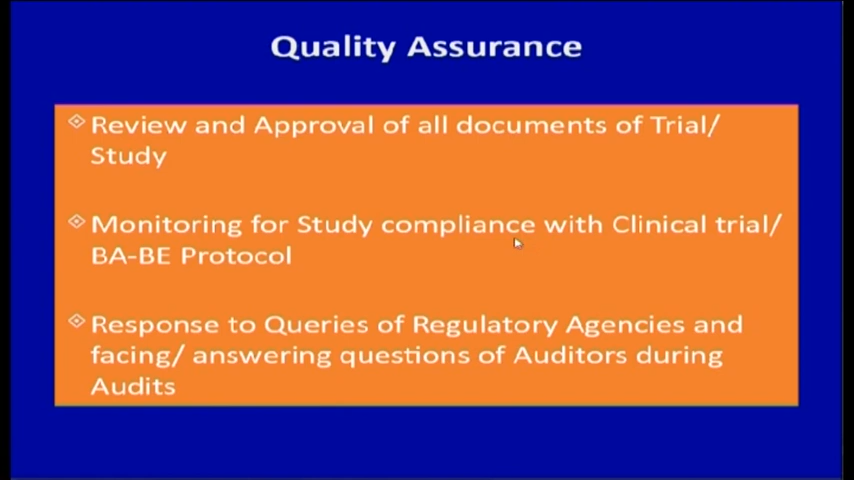 Quality Assurance
Review and Approval of all documents of Trial/
Study
Monitoring for Study compliance with Clinical trial/
BA-BE Protocol
Response to Queries of Regulatory Agencies and
facing/ answering questions of Auditors during
Audits